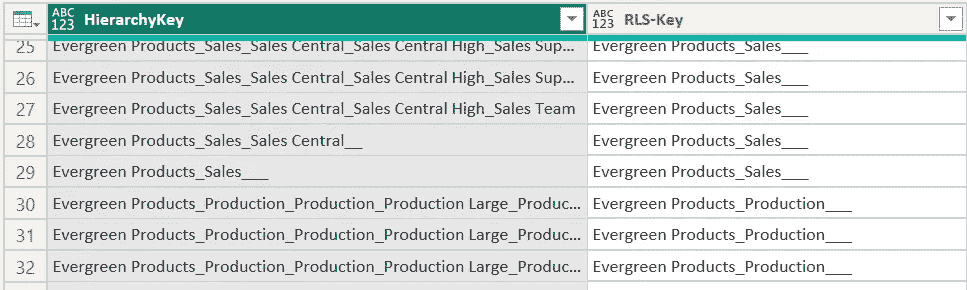 ABC 123 HierarchyKey ABC 123 RLS-Key
25 Evergreen Products_Sales_Sales Central_Sales Central High_Sales Sup... Evergreen Products_Sales___
26 Evergreen Products_Sales_Sales Central_Sales Central High_Sales Sup... Evergreen Products_Sales___
27 Evergreen Products_Sales_Sales Central_Sales Central High_Sales Team Evergreen Products_Sales___
28 Evergreen Products_Sales_Sales Central__ Evergreen Products_Sales___
29 Evergreen Products_Sales___ Evergreen Products_Sales___
30 Evergreen Products_Production_Production_Production Large_Produc... Evergreen Products_Production___
31 Evergreen Products_Production_Production_Production Large_Produc... Evergreen Products_Production___
32 Evergreen Products_Production_Production_Production Large_Produc... Evergreen Products_Production___